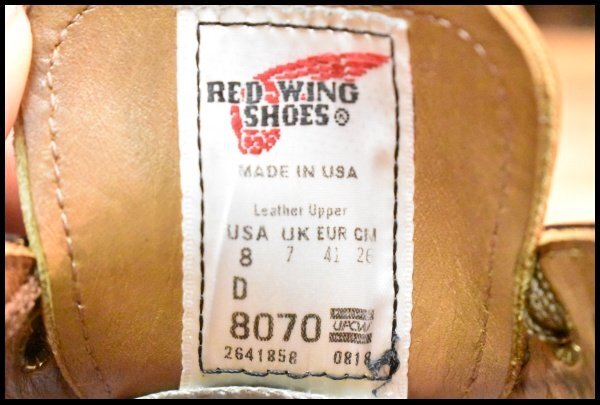 RED WING
SHOES®
MADE IN USA
Leather Upper
USA UK EUR CM
8 7 41 26
D
8070 UPCW
2641858 0818